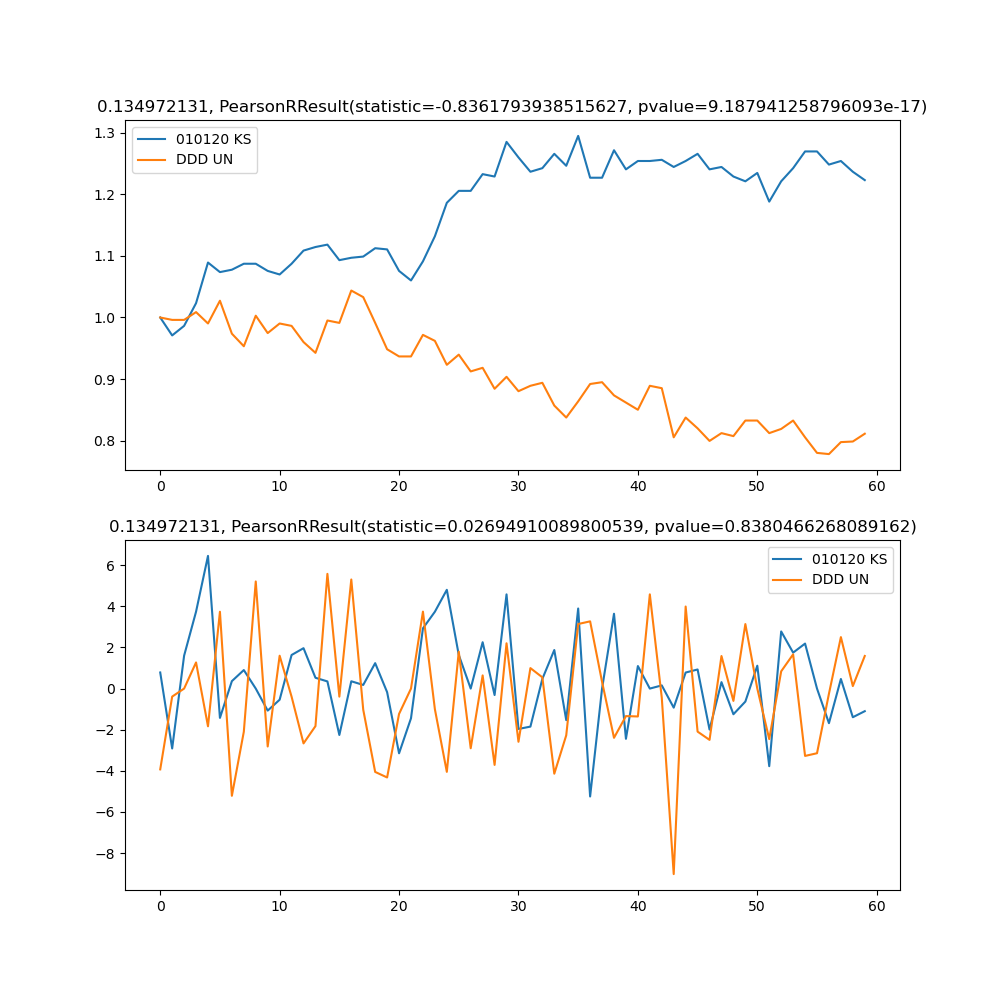 0.134972131, PearsonRResult(statistic=-0.8361793938515627, pvalue=9.187941258796093e-17)
010120 KS
DDD UN
1.3
1.2
1.1
1.0
0.9
0.8
0 10 20 30 40 50 60
0.134972131, PearsonRResult(statistic=0.02694910089800539, pvalue=0.8380466268089162)
010120 KS
DDD UN
6
4
2
0
−2
−4
−6
−8
0 10 20 30 40 50 60